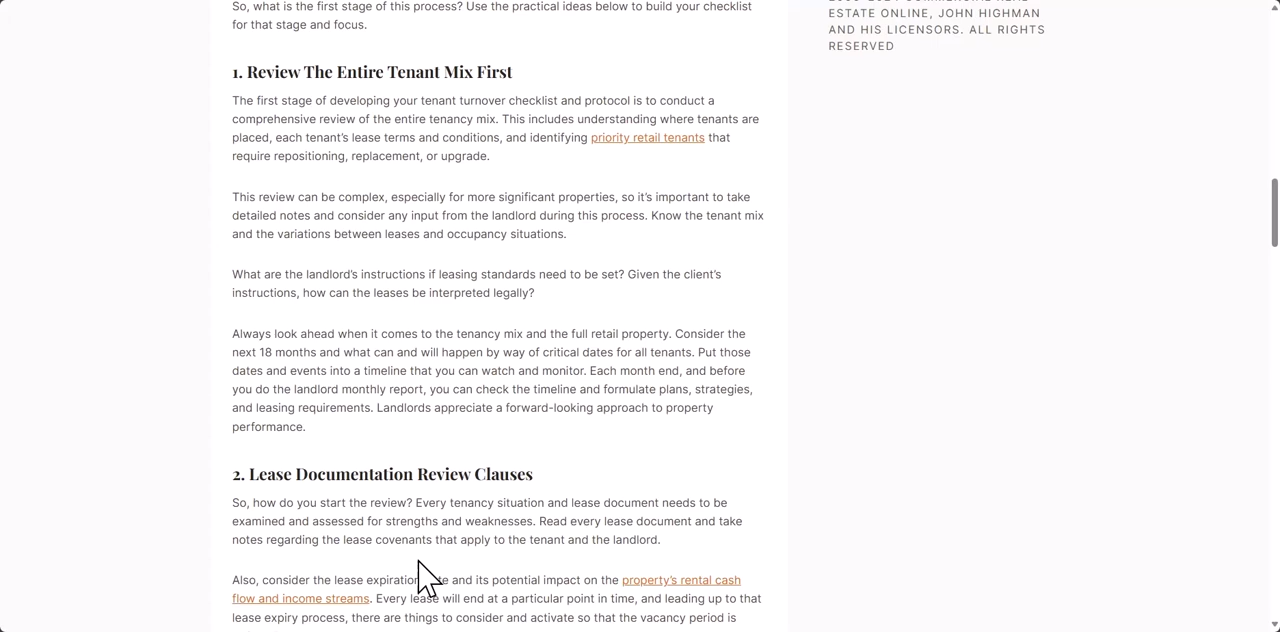 So, what is the first stage of this process? Use the practical ideas below to build your checklist
for that stage and focus.
1. Review The Entire Tenant Mix First
The first stage of developing your tenant turnover checklist and protocol is to conduct a
comprehensive review of the entire tenancy mix. This includes understanding where tenants are
placed, each tenant's lease terms and conditions, and identifying priority retail tenants that
require repositioning, replacement, or upgrade.
This review can be complex, especially for more significant properties, so it's important to take
detailed notes and consider any input from the landlord during this process. Know the tenant mix
and the variations between leases and occupancy situations.
What are the landlord's instructions if leasing standards need to be set? Given the client's
instructions, how can the leases be interpreted legally?
Always look ahead when it comes to the tenancy mix and the full retail property. Consider the
next 18 months and what can and will happen by way of critical dates for all tenants. Put those
dates and events into a timeline that you can watch and monitor. Each month end, and before
you do the landlord monthly report, you can check the timeline and formulate plans, strategies,
and leasing requirements. Landlords appreciate a forward-looking approach to property
performance.
2. Lease Documentation Review Clauses
So, how do you start the review? Every tenancy situation and lease document needs to be
examined and assessed for strengths and weaknesses. Read every lease document and take
notes regarding the lease covenants that apply to the tenant and the landlord.
Also, consider the lease expiration and its potential impact on the property's rental cash
flow and income streams. Every lease will end at a particular point in time, and leading up to that
lease expiry process, there are things to consider and activate so that the vacancy period is
ESTATE ONLINE, JOHN HIGHMAN
AND HIS LICENSORS. ALL RIGHTS
RESERVED